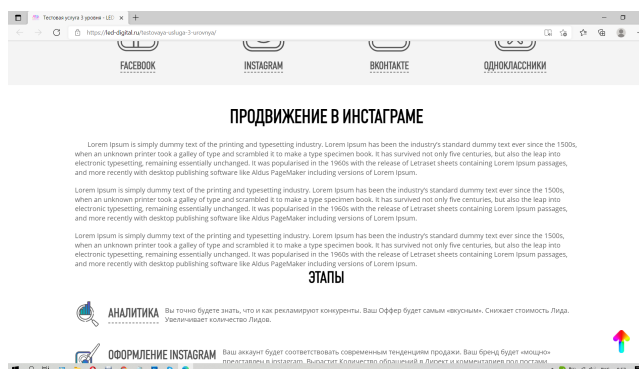 Тестовая услуга 3 уровня - LED
https://led-digital.ru/testovaya-usluga-3-urovnya/
FACEBOOK INSTAGRAM ВКОНТАКТЕ ОДНОКЛАССНИКИ
ПРОДВИЖЕНИЕ В ИНСТАГРАМЕ
Lorem Ipsum is simply dummy text of the printing and typesetting industry. Lorem Ipsum has been the industry's standard dummy text ever since the 1500s,
when an unknown printer took a galley of type and scrambled it to make a type specimen book. It has survived not only five centuries, but also the leap into
electronic typesetting, remaining essentially unchanged. It was popularised in the 1960s with the release of Letraset sheets containing Lorem Ipsum passages,
and more recently with desktop publishing software like Aldus PageMaker including versions of Lorem Ipsum.
Lorem Ipsum is simply dummy text of the printing and typesetting industry. Lorem Ipsum has been the industry's standard dummy text ever since the 1500s,
when an unknown printer took a galley of type and scrambled it to make a type specimen book. It has survived not only five centuries, but also the leap into
electronic typesetting, remaining essentially unchanged. It was popularised in the 1960s with the release of Letraset sheets containing Lorem Ipsum passages,
and more recently with desktop publishing software like Aldus PageMaker including versions of Lorem Ipsum.
Lorem Ipsum is simply dummy text of the printing and typesetting industry. Lorem Ipsum has been the industry's standard dummy text ever since the 1500s,
when an unknown printer took a galley of type and scrambled it to make a type specimen book. It has survived not only five centuries, but also the leap into
electronic typesetting, remaining essentially unchanged. It was popularised in the 1960s with the release of Letraset sheets containing Lorem Ipsum passages,
and more recently with desktop publishing software like Aldus PageMaker including versions of Lorem Ipsum.
ЭТАПЫ
АНАЛИТИКА Вы точно будете знать, что и как рекламируют конкуренты. Ваш Оффер будет самым «вкусным». Снижает стоимость Лида.
Увеличивает количество Лидов.
ОФОРМЛЕНИЕ INSTAGRAM Ваш аккаунт будет соответствовать современным тенденциям продажи. Ваш бренд будет «мощно»
представлен в instagram. Вырастит Количество обращений в Директ и комментариев под постами.